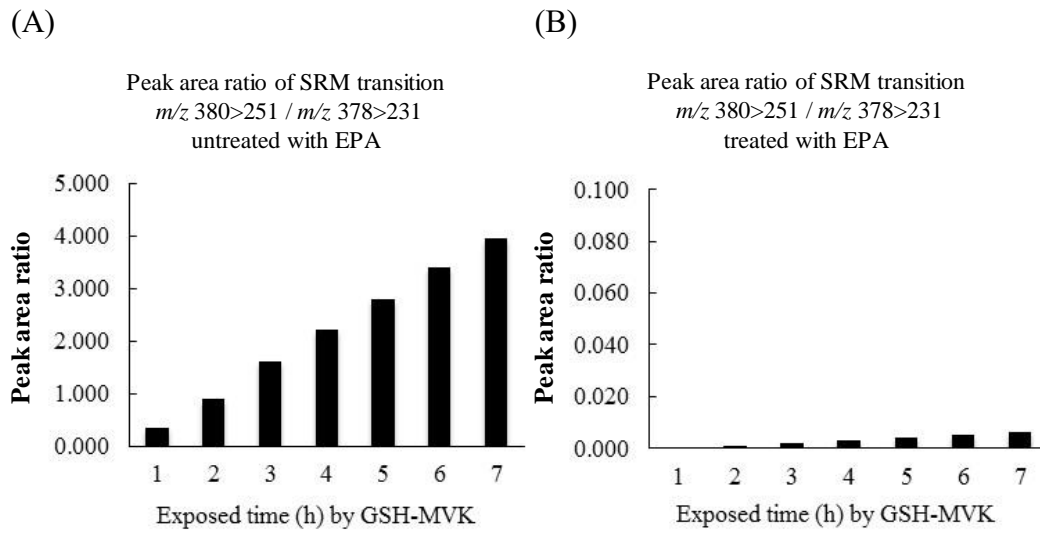 (A)
Peak area ratio of SRM transition
m/z 380>251 / m/z 378>231
untreated with EPA
5.000
4.000
3.000
2.000
1.000
0.000
Peak area ratio
1 2 3 4 5 6 7
Exposed time (h) by GSH-MVK
(B)
Peak area ratio of SRM transition
m/z 380>251 / m/z 378>231
treated with EPA
0.100
0.080
0.060
0.040
0.020
0.000
Peak area ratio
1 2 3 4 5 6 7
Exposed time (h) by GSH-MVK